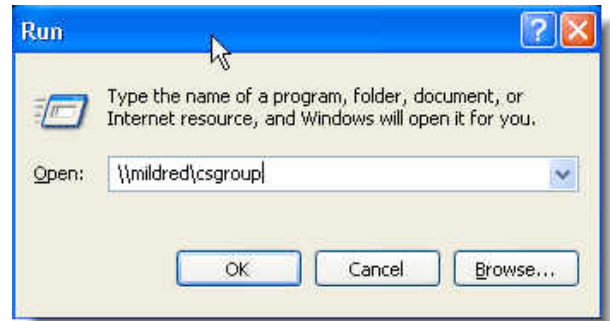 Run
Type the name of a program, folder, document, or
Internet resource, and Windows will open it for you.
Open: \\mildred\csgroup
OK Cancel Browse...